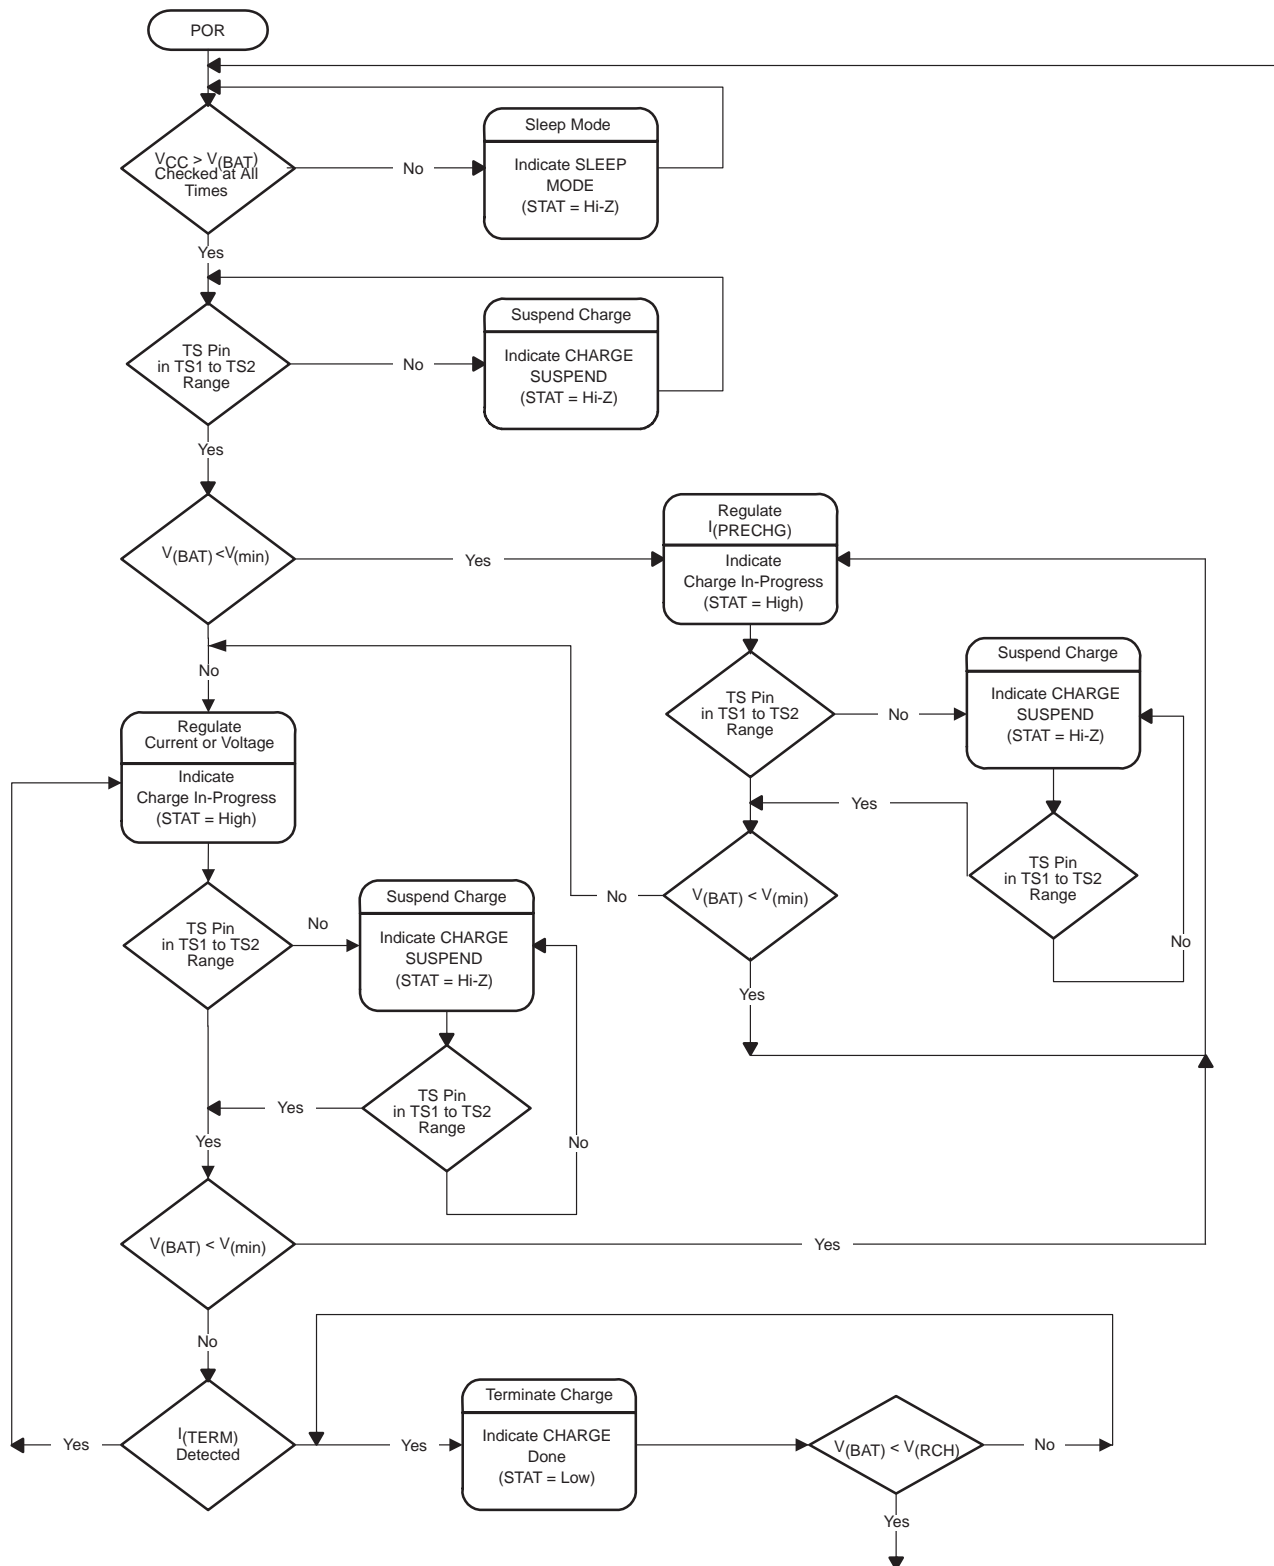 POR
VCC > V(BAT)
Checked at All
Times
No
Sleep Mode
Indicate SLEEP
MODE
(STAT = Hi-Z)
Yes
TS Pin
in TS1 to TS2
Range
No
Suspend Charge
Indicate CHARGE
SUSPEND
(STAT = Hi-Z)
Yes
V(BAT) <V(min)
Yes
Regulate
I(PRECHG)
Indicate
Charge In-Progress
(STAT = High)
No
TS Pin
in TS1 to TS2
Range
No
Suspend Charge
Indicate CHARGE
SUSPEND
(STAT = Hi-Z)
Regulate
Current or Voltage
Indicate
Charge In-Progress
(STAT = High)
Yes
TS Pin
in TS1 to TS2
Range
No
V(BAT) < V(min)
No
Yes
TS Pin
in TS1 to TS2
Range
No
Suspend Charge
Indicate CHARGE
SUSPEND
(STAT = Hi-Z)
TS Pin
in TS1 to TS2
Range
Yes
No
Yes
V(BAT) < V(min)
Yes
No
I(TERM)
Detected
Yes
Yes
Terminate Charge
Indicate CHARGE
Done
(STAT = Low)
V(BAT) < V(RCH)
No
Yes